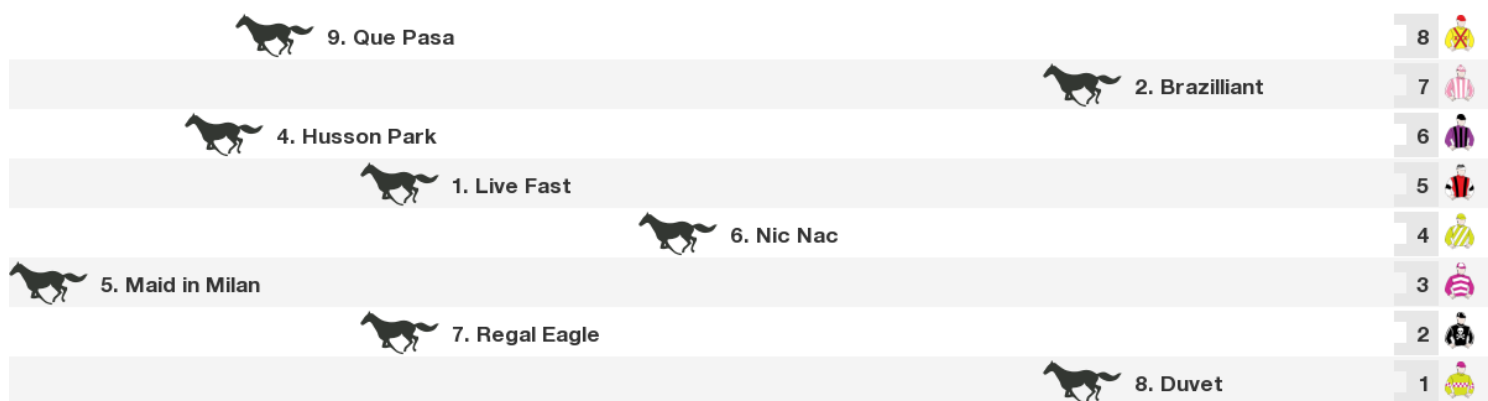 9. Que Pasa 8
2. Brazilliant 7
4. Husson Park 6
1. Live Fast 5
6. Nic Nac 4
5. Maid in Milan 3
7. Regal Eagle 2
8. Duvet 1